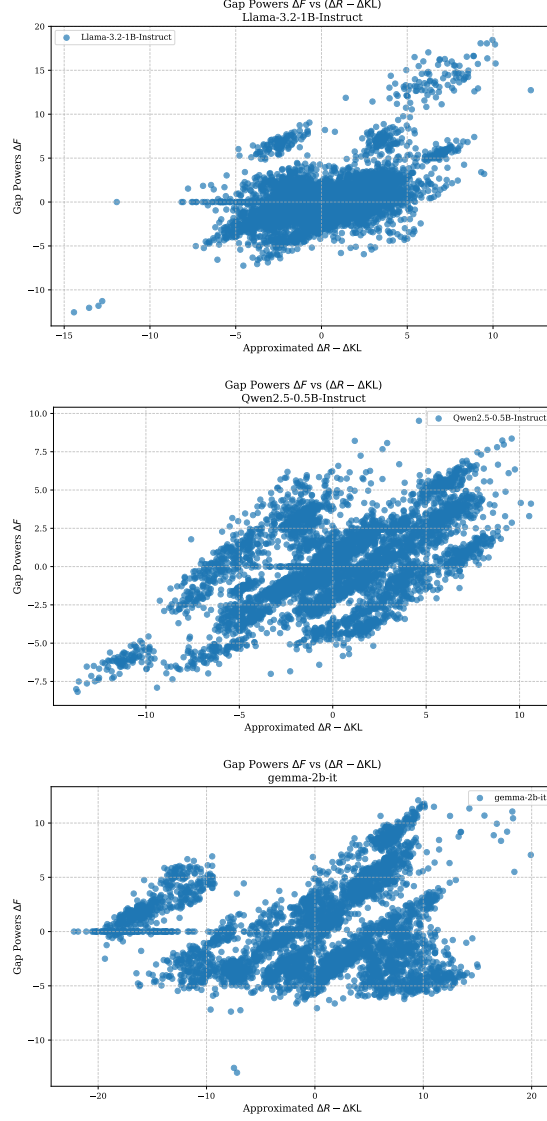 Gap Powers ΔF vs (ΔR − ΔKL)
Llama-3.2-1B-Instruct
Llama-3.2-1B-Instruct
20
15
10
5
0
−5
−10
Gap Powers ΔF
−15
−10
−5
0
5
10
Approximated ΔR − ΔKL
Gap Powers ΔF vs (ΔR − ΔKL)
Qwen2.5-0.5B-Instruct
Qwen2.5-0.5B-Instruct
10.0
7.5
5.0
2.5
0.0
−2.5
−5.0
−7.5
Gap Powers ΔF
−10
−5
0
5
10
Approximated ΔR − ΔKL
Gap Powers ΔF vs (ΔR − ΔKL)
gemma-2b-it
gemma-2b-it
10
5
0
−5
−10
Gap Powers ΔF
−20
−10
0
10
20
Approximated ΔR − ΔKL